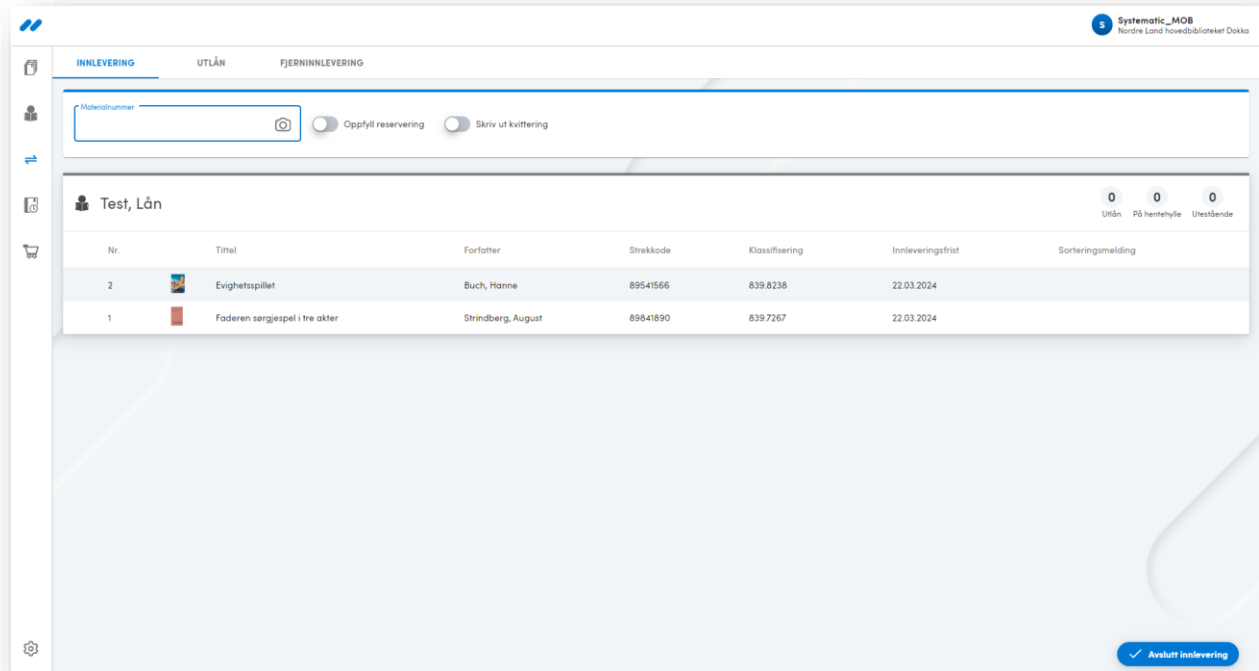 S Systematic_MOB
Nordre Land hovedbiblioteket Dokka
INNLEVERING UTLÅN FJERNINNLEVERING
Materialnummer
Oppfyll reservering Skriv ut kvittering
Test, Lån
0 0 0
Utlån På hentehylle Utestående
Nr. Tittel Forfatter Strekkode Klassifisering Innleveringsfrist Sorteringsmelding
2 Evighetsspillet Buch, Hanne 89541566 839.8238 22.03.2024
1 Faderen sørgjespel i tre akter Strindberg, August 89841890 839.7267 22.03.2024
Avslutt innlevering